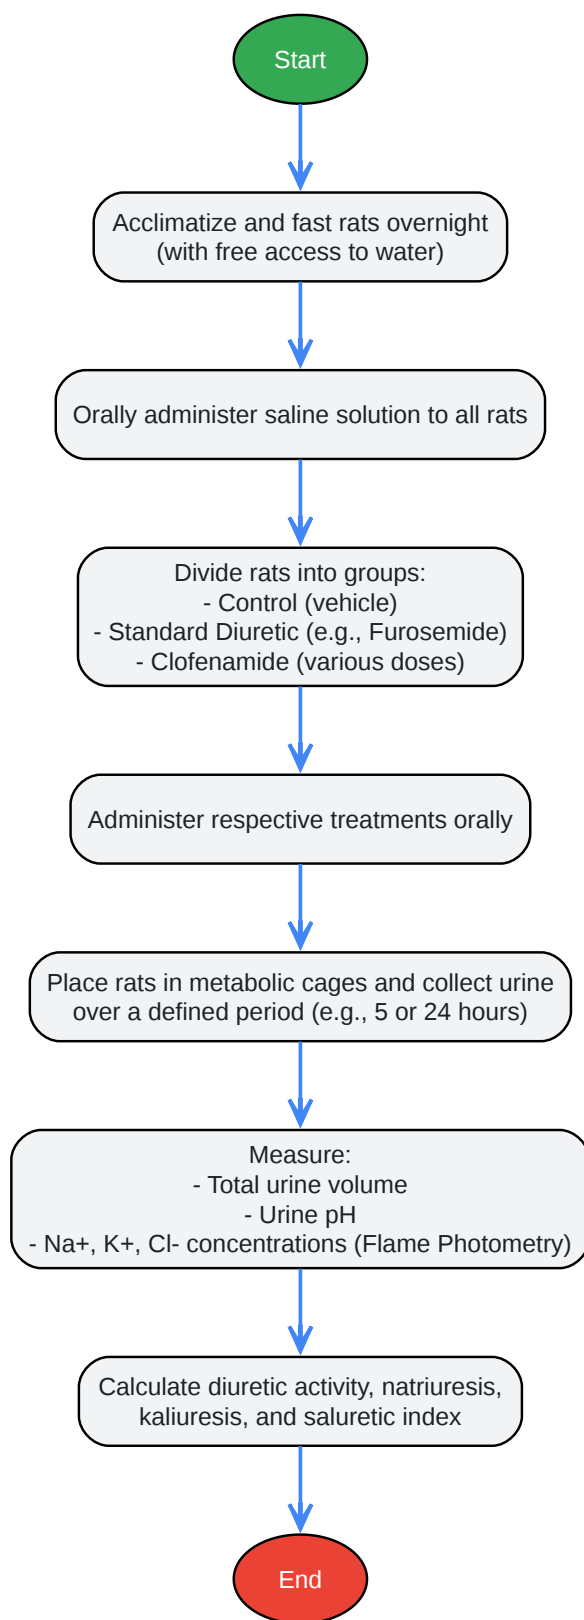 Start
Acclimatize and fast rats overnight
(with free access to water)
Orally administer saline solution to all rats
Divide rats into groups:
- Control (vehicle)
- Standard Diuretic (e.g., Furosemide)
- Clofenamide (various doses)
Administer respective treatments orally
Place rats in metabolic cages and collect urine
over a defined period (e.g., 5 or 24 hours)
Measure:
- Total urine volume
- Urine pH
- Na+, K+, Cl- concentrations (Flame Photometry)
Calculate diuretic activity, natriuresis,
kaliuresis, and saluretic index
End